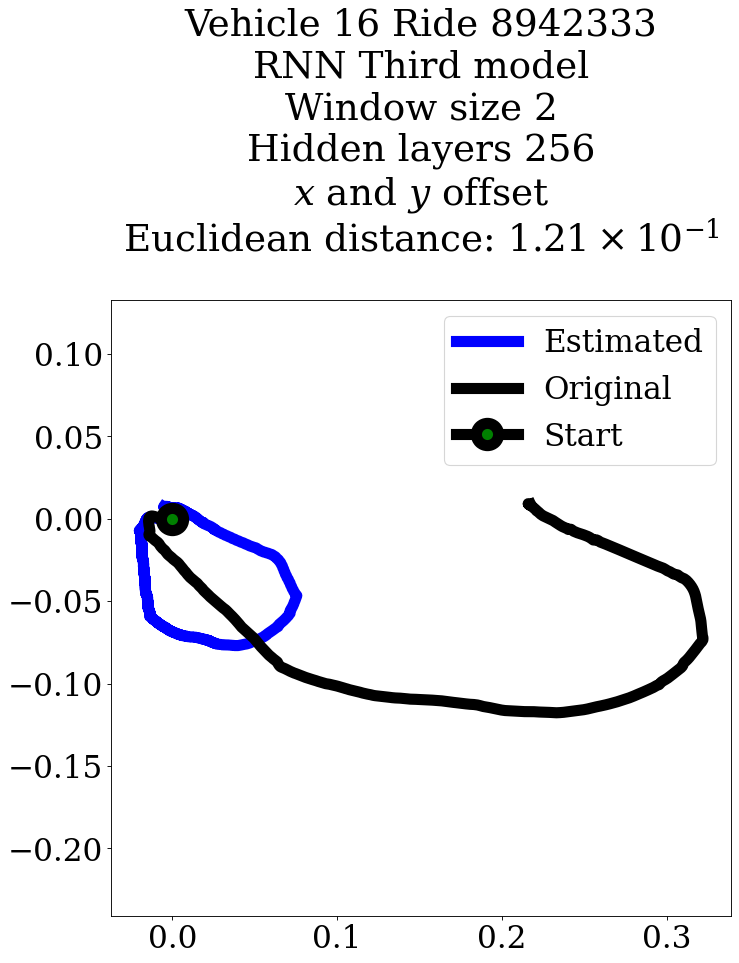 Vehicle 16 Ride 8942333
RNN Third model
Window size 2
Hidden layers 256
x and y offset
Euclidean distance: 1.21 × 10⁻¹
Estimated
Original
Start
0.10
0.05
0.00
−0.05
−0.10
−0.15
−0.20
0.0 0.1 0.2 0.3